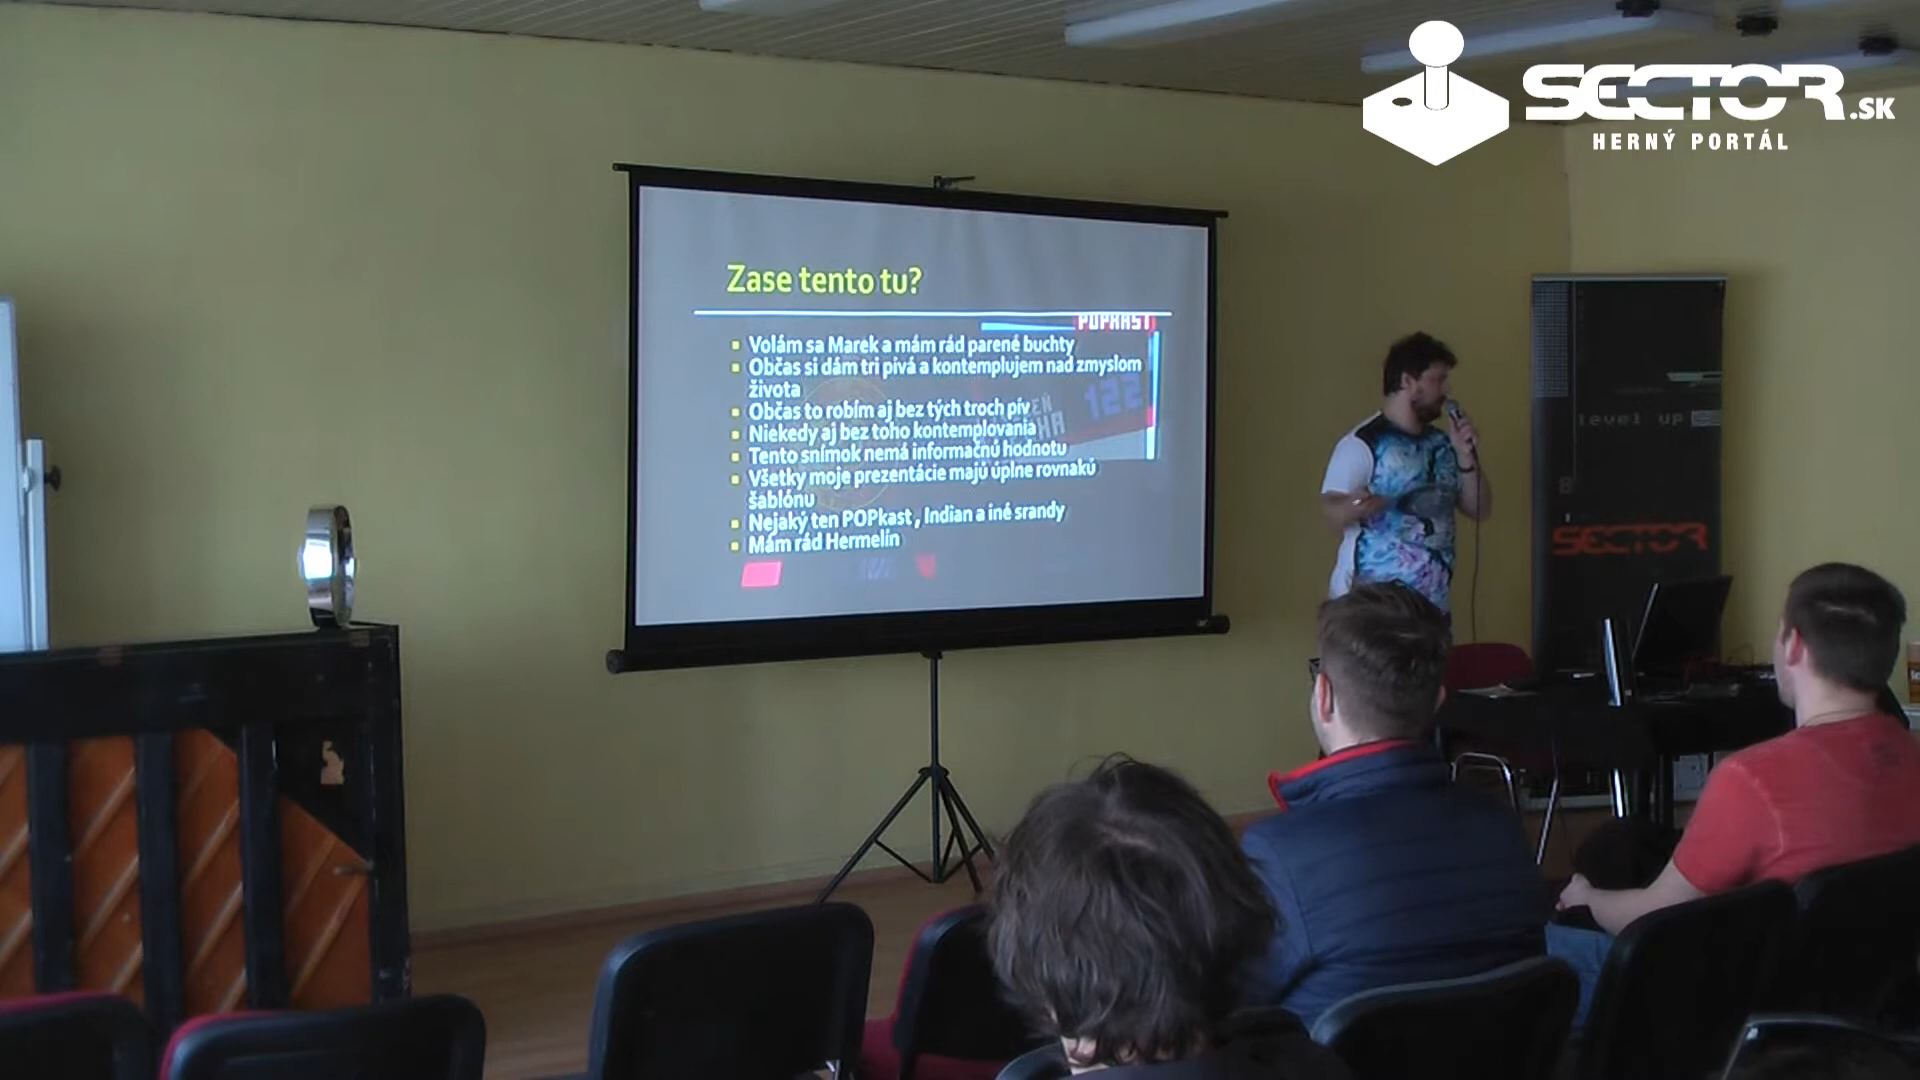 SECTOR.SK
HERNÝ PORTÁL
Zase tento tu?
POPKAST
Volám sa Marek a mám rád parené buchty
Občas si dám tri pivá a kontemplujem nad zmyslom
života
122
Občas to robím aj bez tých troch pív
Niekedy aj bez toho kontemplovania
Tento snímok nemá informačnú hodnotu
Všetky moje prezentácie majú úplne rovnakú
šablónu
Nejaký ten POPkast , Indian a iné srandy
Mám rád Hermelín
level up
SECTOR